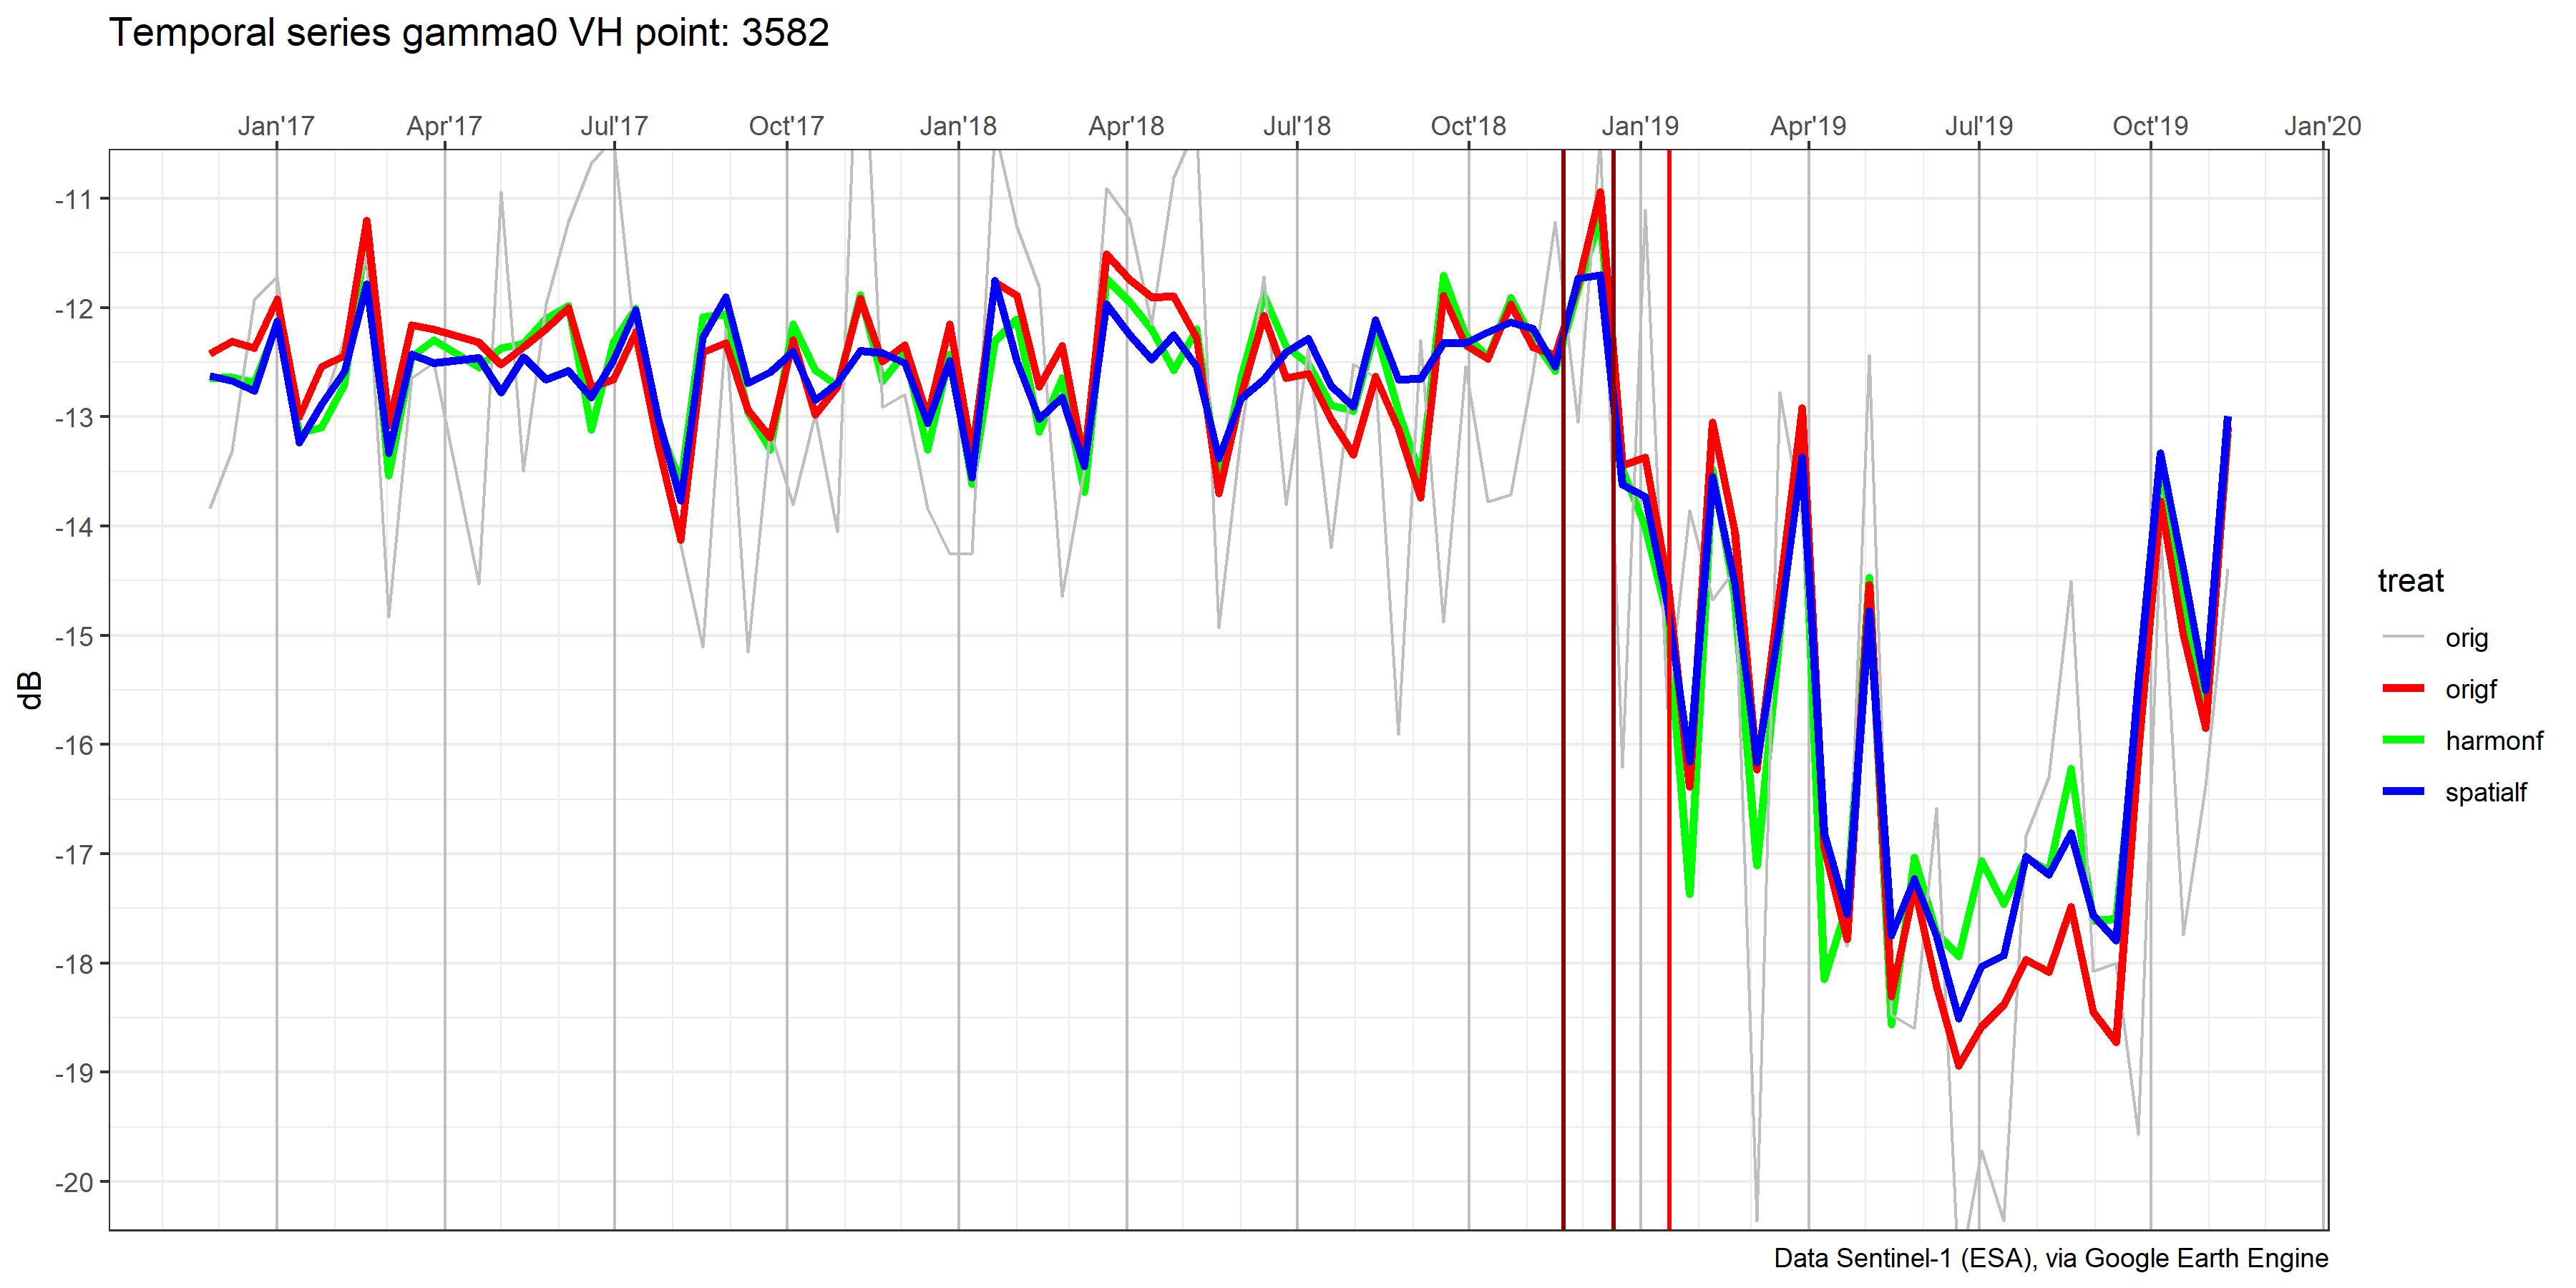 Temporal series gamma0 VH point: 3582
Jan'17 Apr'17 Jul'17 Oct'17 Jan'18 Apr'18 Jul'18 Oct'18 Jan'19 Apr'19 Jul'19 Oct'19 Jan'20
-11
-12
-13
-14
-15
-16
-17
-18
-19
-20
dB
treat
orig
origf
harmonf
spatialf
Data Sentinel-1 (ESA), via Google Earth Engine